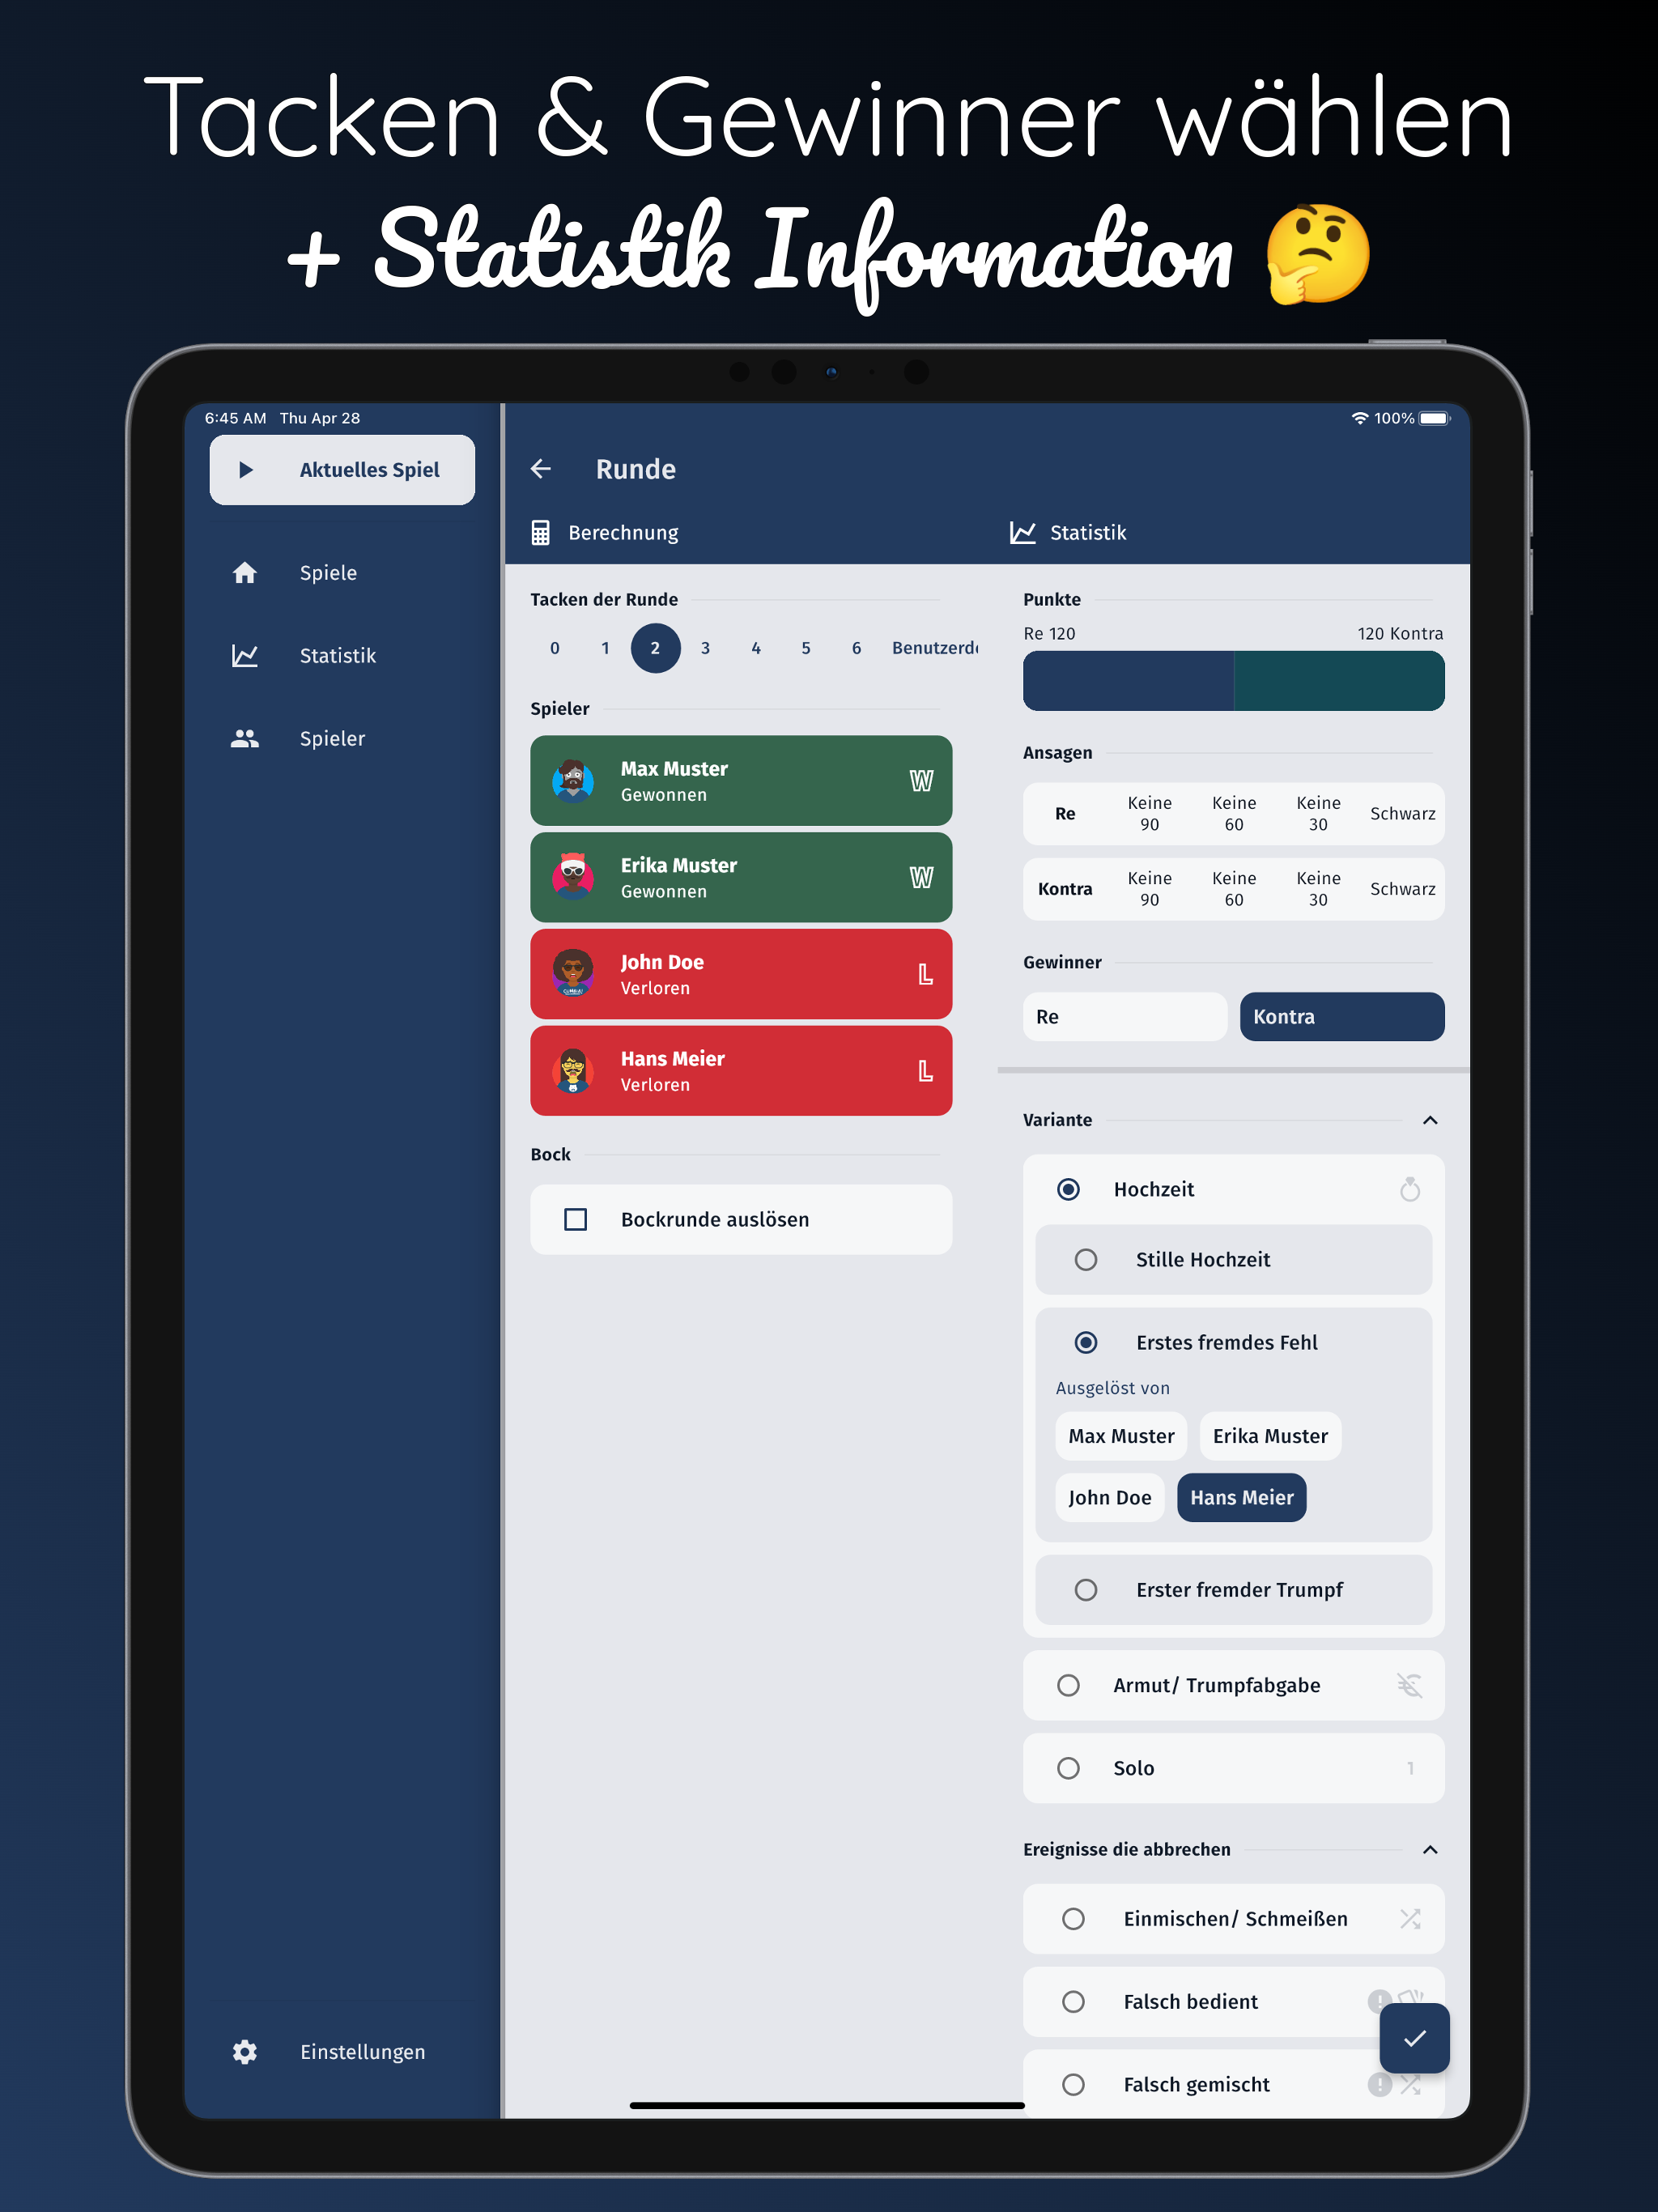 Tacken & Gewinner wählen
+ Statistik Information
6:45 AM Thu Apr 28
100%
Aktuelles Spiel
Spiele
Statistik
Spieler
Einstellungen
Runde
Berechnung
Statistik
Tacken der Runde
0 1 2 3 4 5 6 Benutzerd
Spieler
Max Muster
Gewonnen
W
Erika Muster
Gewonnen
W
John Doe
Verloren
L
Hans Meier
Verloren
L
Bock
Bockrunde auslösen
Punkte
Re 120 120 Kontra
Ansagen
Re Keine 90 Keine 60 Keine 30 Schwarz
Kontra Keine 90 Keine 60 Keine 30 Schwarz
Gewinner
Re Kontra
Variante
Hochzeit
Stille Hochzeit
Erstes fremdes Fehl
Ausgelöst von
Max Muster Erika Muster
John Doe Hans Meier
Erster fremder Trumpf
Armut/ Trumpfabgabe
Solo 1
Ereignisse die abbrechen
Einmischen/ Schmeißen
Falsch bedient
Falsch gemischt